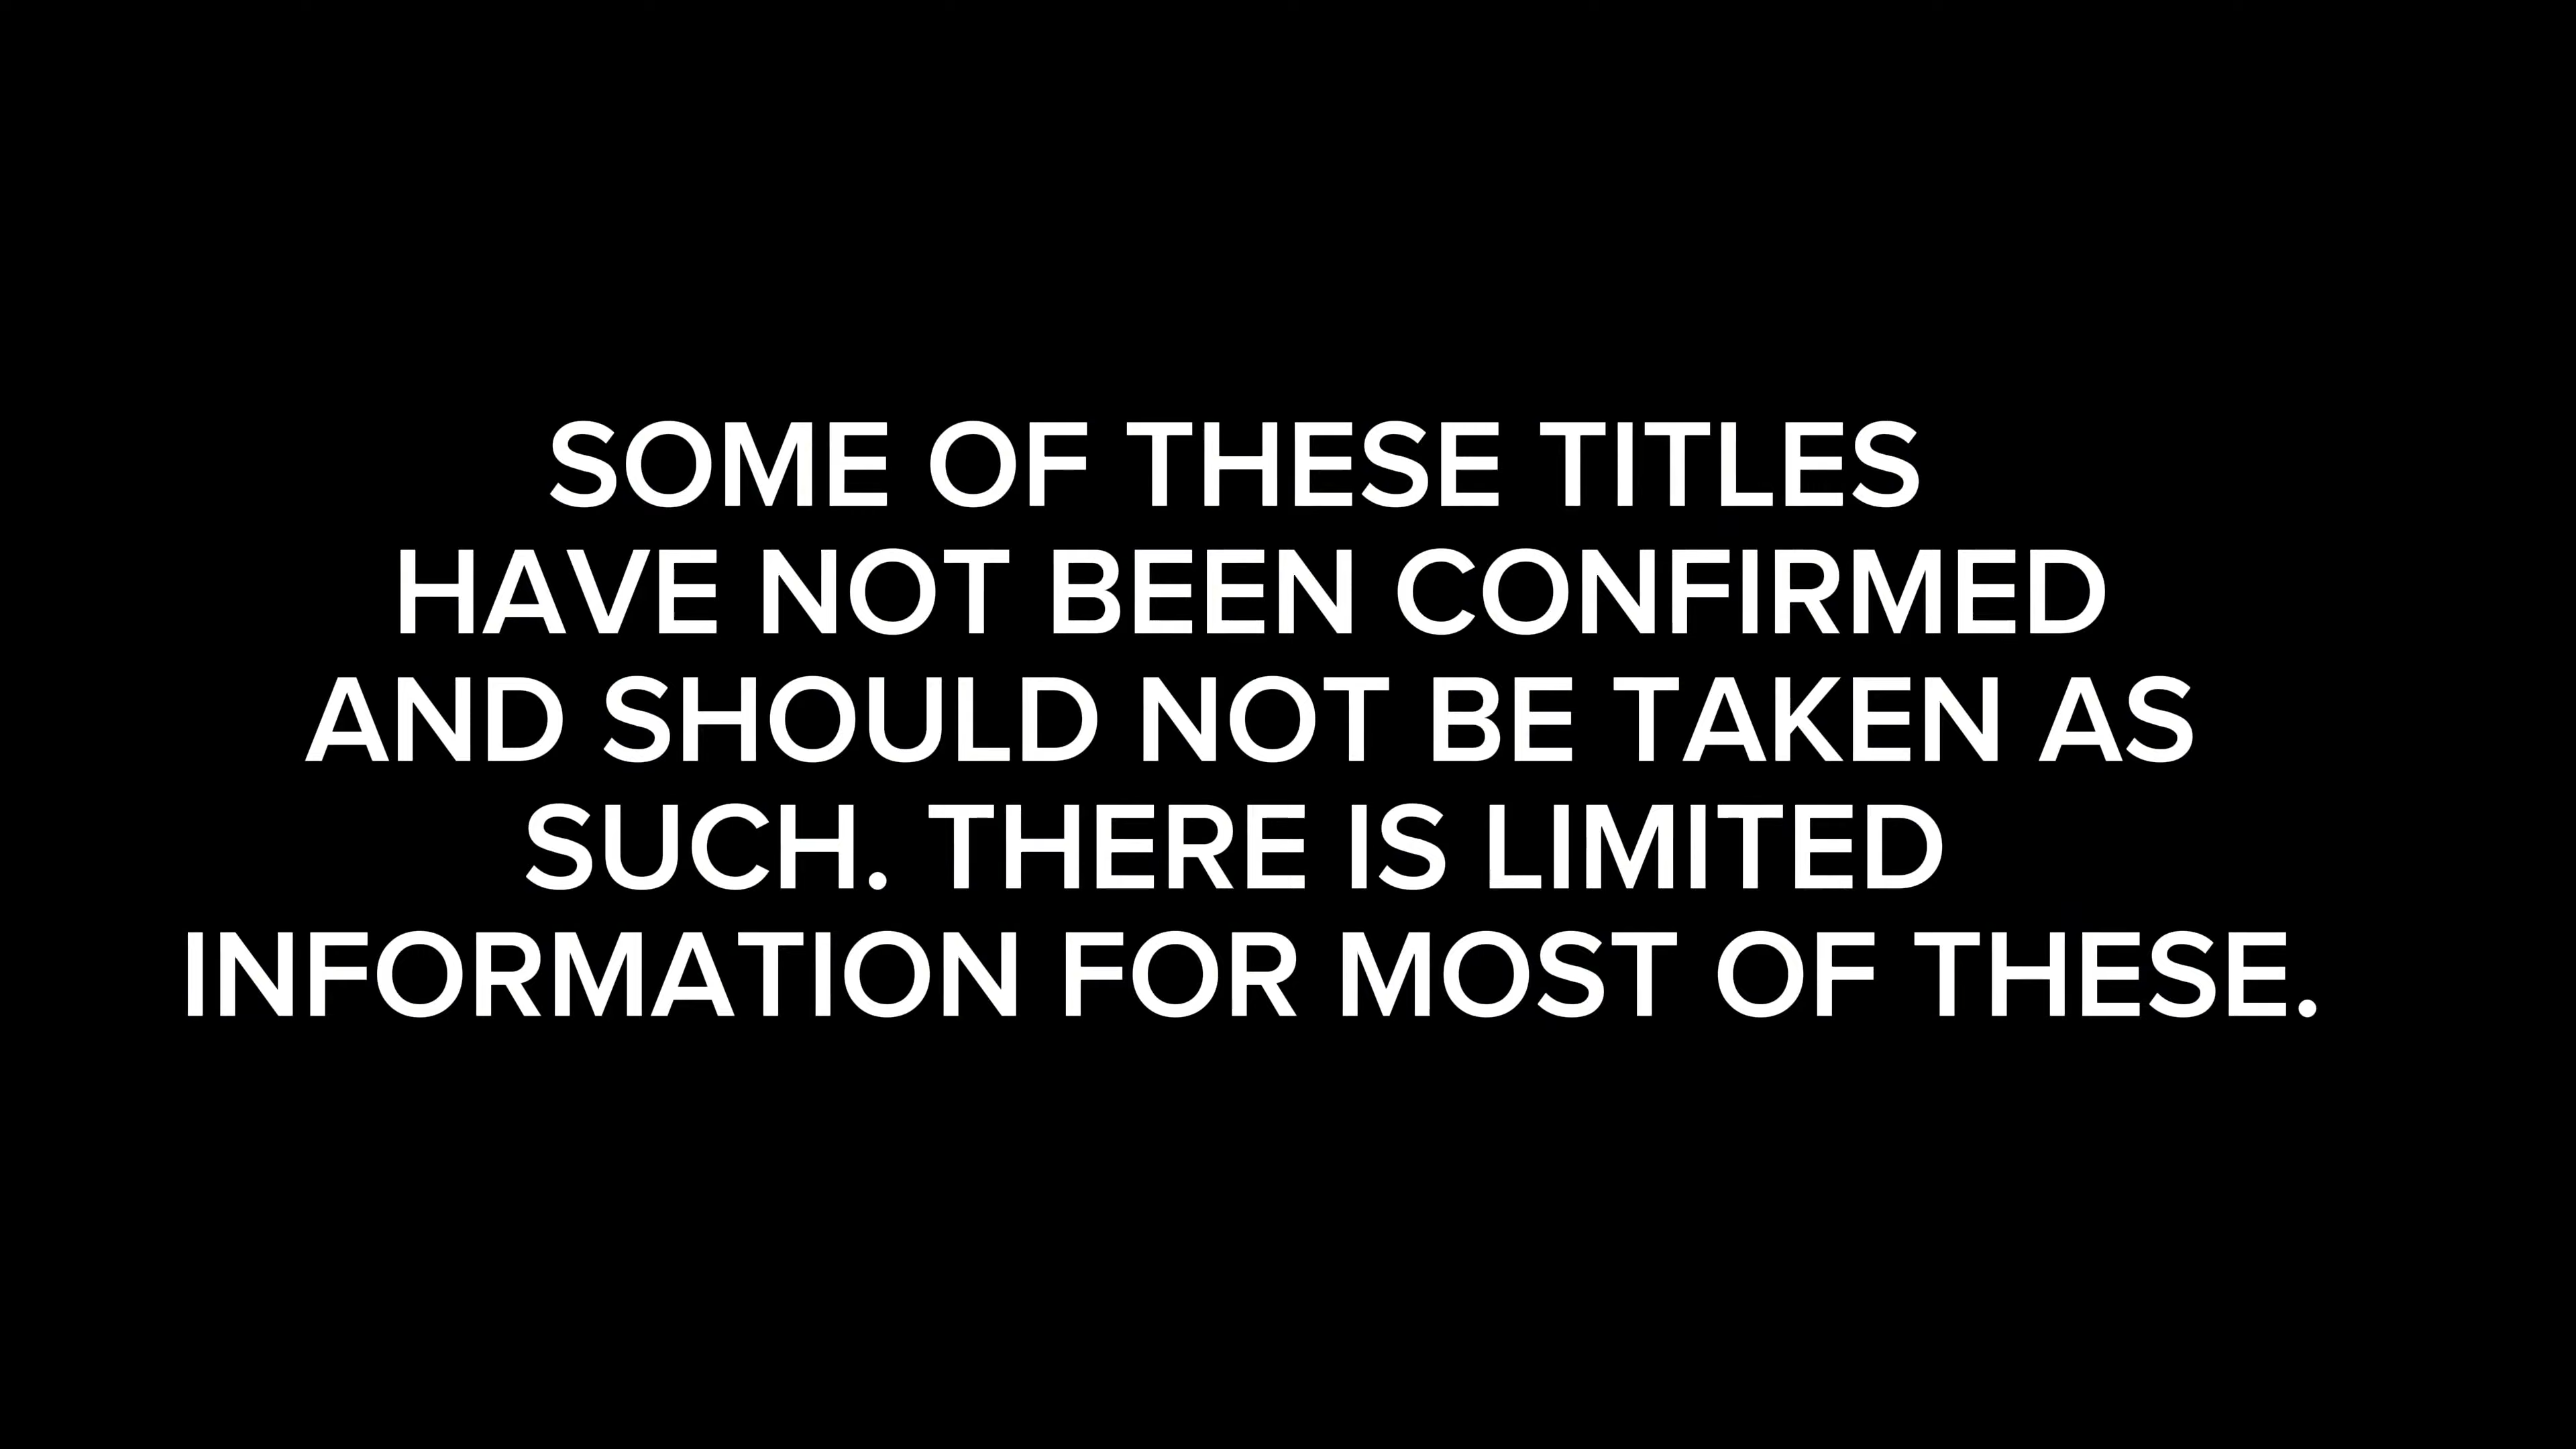 SOME OF THESE TITLES
HAVE NOT BEEN CONFIRMED
AND SHOULD NOT BE TAKEN AS
SUCH. THERE IS LIMITED
INFORMATION FOR MOST OF THESE.